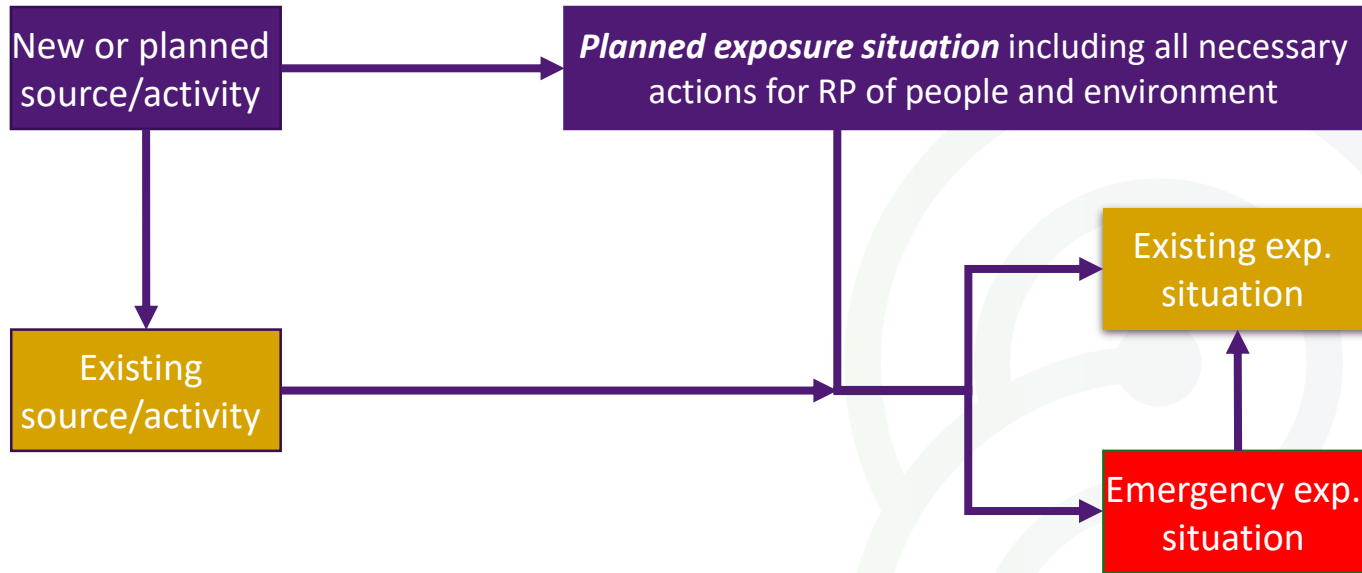 New or planned
source/activity
Planned exposure situation including all necessary
actions for RP of people and environment
Existing exp.
situation
Existing
source/activity
Emergency exp.
situation